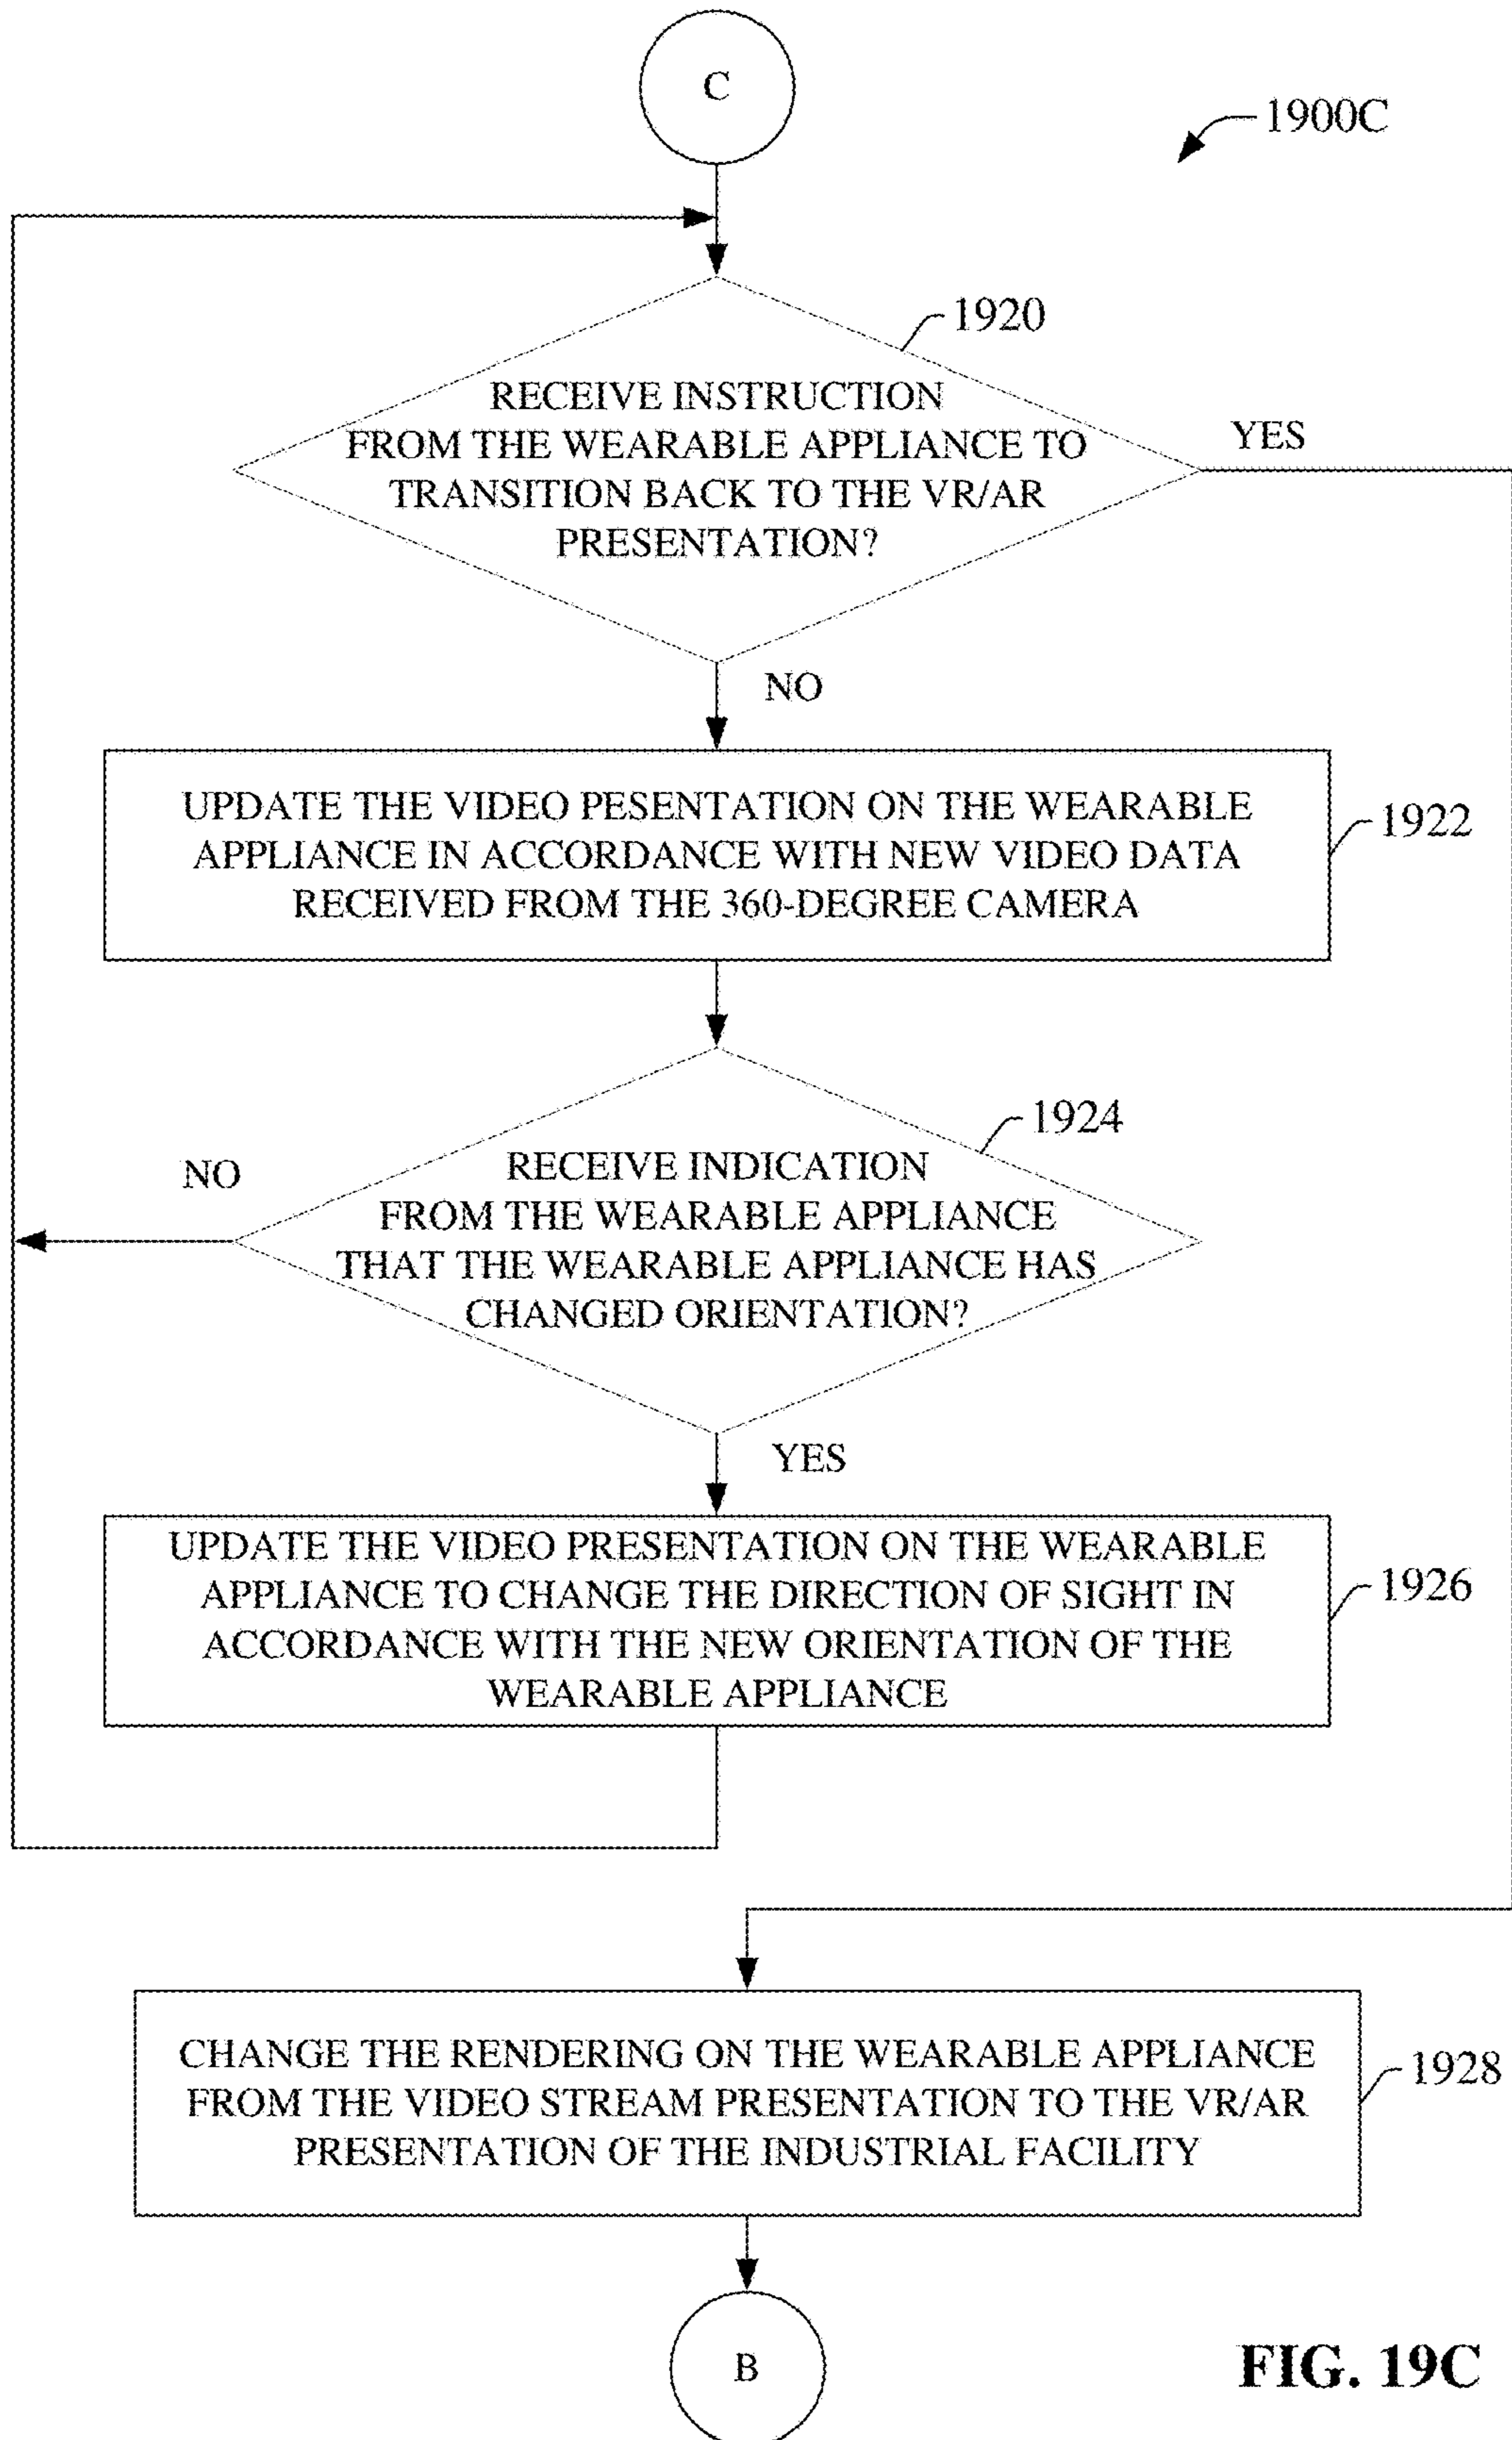 C
1900C
1920
RECEIVE INSTRUCTION
FROM THE WEARABLE APPLIANCE TO
TRANSITION BACK TO THE VR/AR
PRESENTATION?
YES
NO
UPDATE THE VIDEO PESENTATION ON THE WEARABLE
APPLIANCE IN ACCORDANCE WITH NEW VIDEO DATA
RECEIVED FROM THE 360-DEGREE CAMERA
1922
1924
NO
RECEIVE INDICATION
FROM THE WEARABLE APPLIANCE
THAT THE WEARABLE APPLIANCE HAS
CHANGED ORIENTATION?
YES
UPDATE THE VIDEO PRESENTATION ON THE WEARABLE
APPLIANCE TO CHANGE THE DIRECTION OF SIGHT IN
ACCORDANCE WITH THE NEW ORIENTATION OF THE
WEARABLE APPLIANCE
1926
CHANGE THE RENDERING ON THE WEARABLE APPLIANCE
FROM THE VIDEO STREAM PRESENTATION TO THE VR/AR
PRESENTATION OF THE INDUSTRIAL FACILITY
1928
B
FIG. 19C